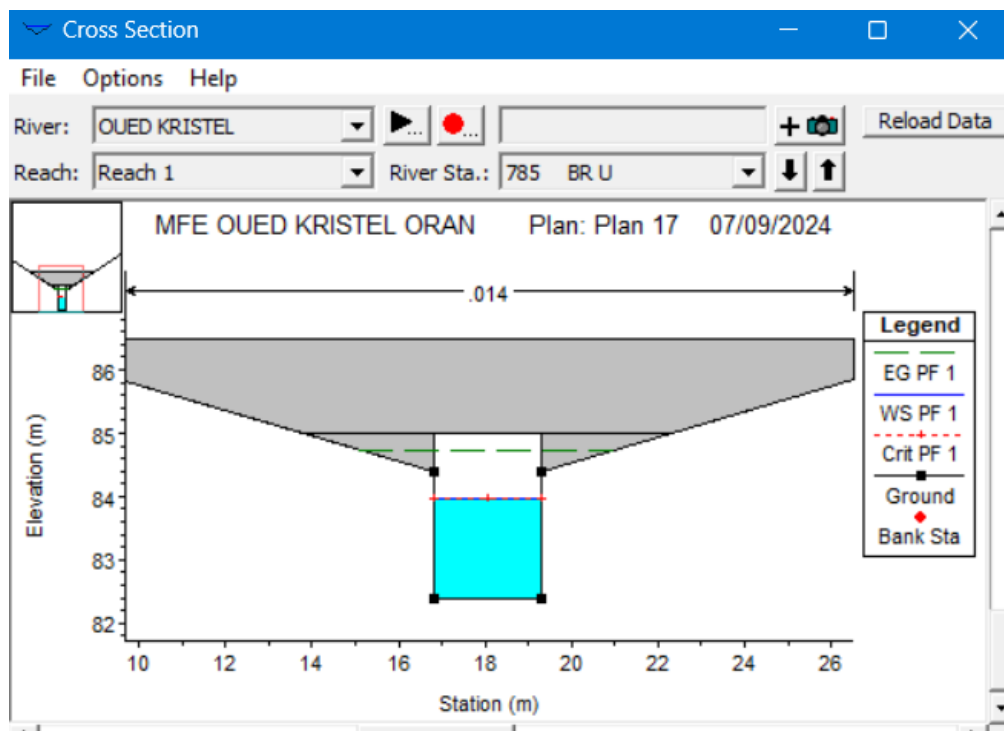 Cross Section
File Options Help
River: OUED KRISTEL ... ... + Reload Data
Reach: Reach 1 River Sta.: 785 BR U
MFE OUED KRISTEL ORAN Plan: Plan 17 07/09/2024
.014
Legend
EG PF 1
WS PF 1
Crit PF 1
Ground
Bank Sta
Elevation (m)
86
85
84
83
82
10 12 14 16 18 20 22 24 26
Station (m)